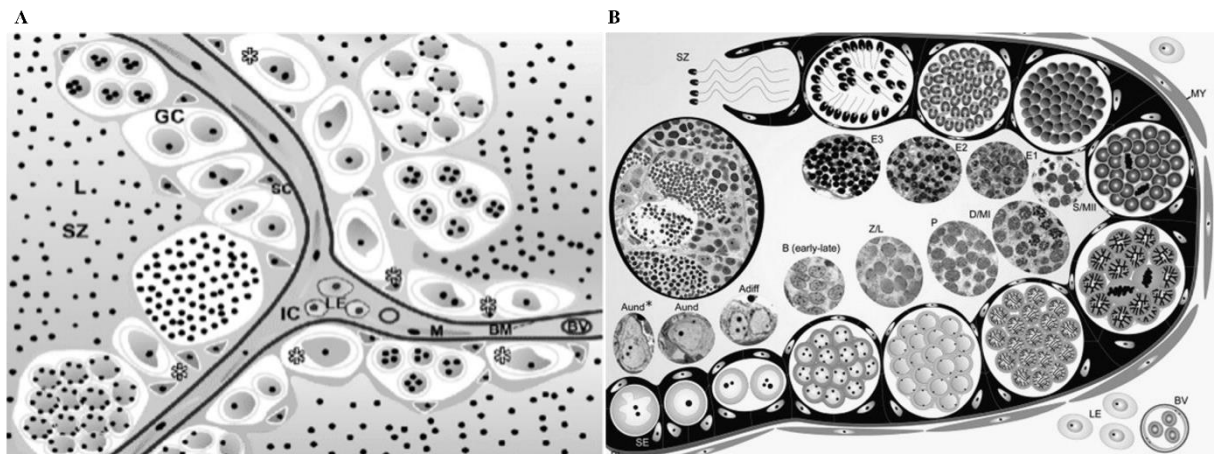 A
B
GC
SC
L
SZ
IC
LE
M
BM
BV
SZ
MY
E3
E2
E1
S/MII
D/MI
P
Z/L
B (early-late)
Adiff
Aund
Aund*
SE
LE
BV